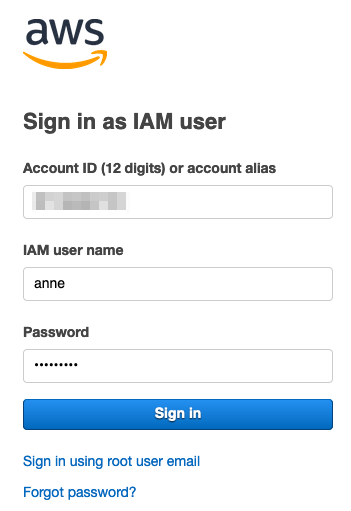 aws
Sign in as IAM user
Account ID (12 digits) or account alias
IAM user name
anne
Password
•••••••••
Sign in
Sign in using root user email
Forgot password?